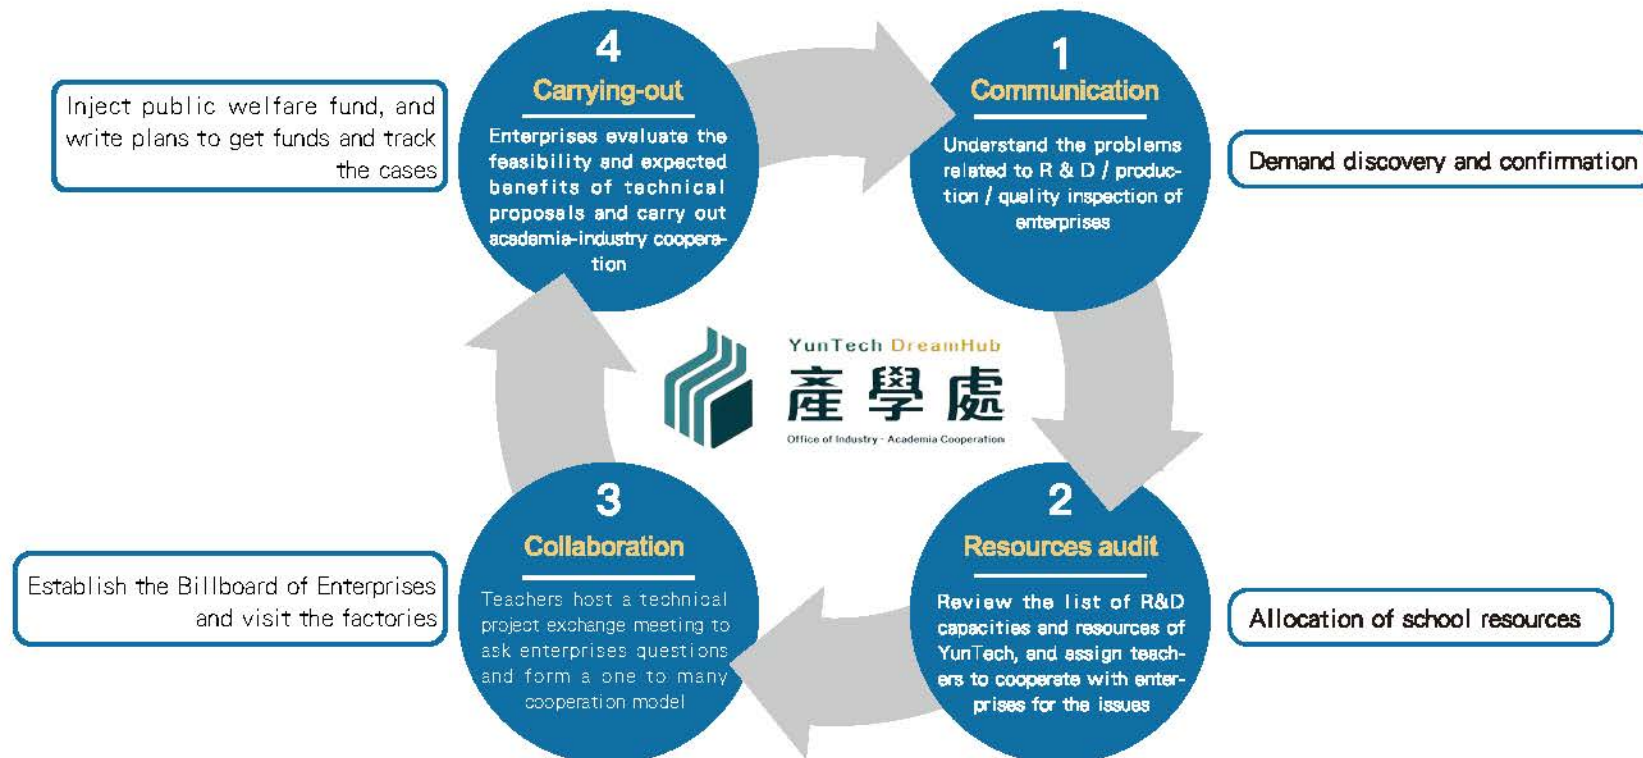 4
Carrying-out
Enterprises evaluate the
feasibility and expected
benefits of technical
proposals and carry out
academia-industry coopera-
tion
Inject public welfare fund, and
write plans to get funds and track
the cases
1
Communication
Understand the problems
related to R & D / produc-
tion / quality inspection of
enterprises
Demand discovery and confirmation
YunTech DreamHub
產學處
Office of Industry - Academia Cooperation
3
Collaboration
Teachers host a technical
project exchange meeting to
ask enterprises questions
and form a one to many
cooperation model
Establish the Billboard of Enterprises
and visit the factories
2
Resources audit
Review the list of R&D
capacities and resources of
YunTech, and assign teach-
ers to cooperate with enter-
prises for the issues
Allocation of school resources